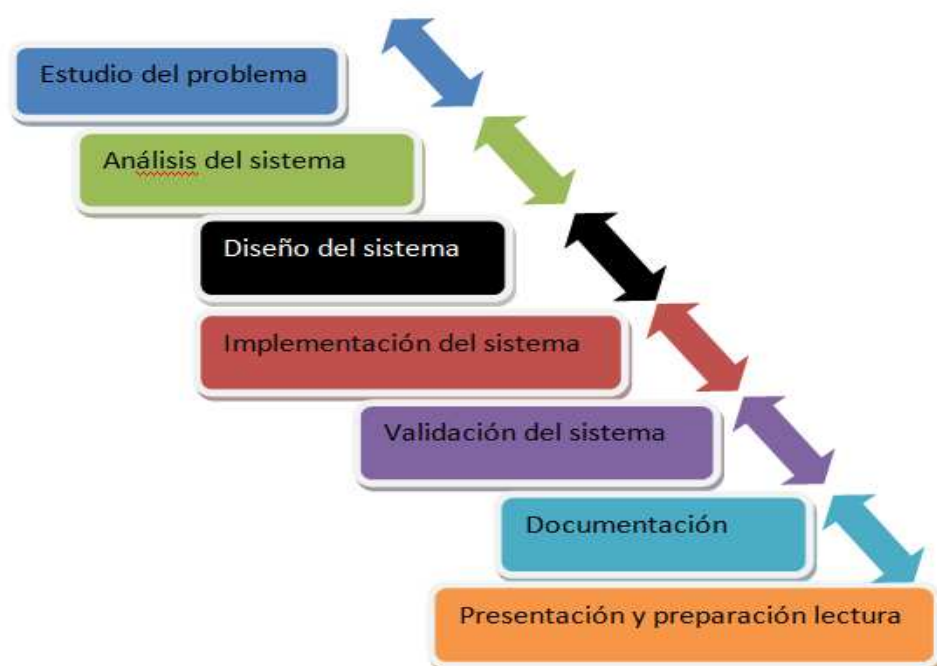 Estudio del problema
Análisis del sistema
Diseño del sistema
Implementación del sistema
Validación del sistema
Documentación
Presentación y preparación lectura